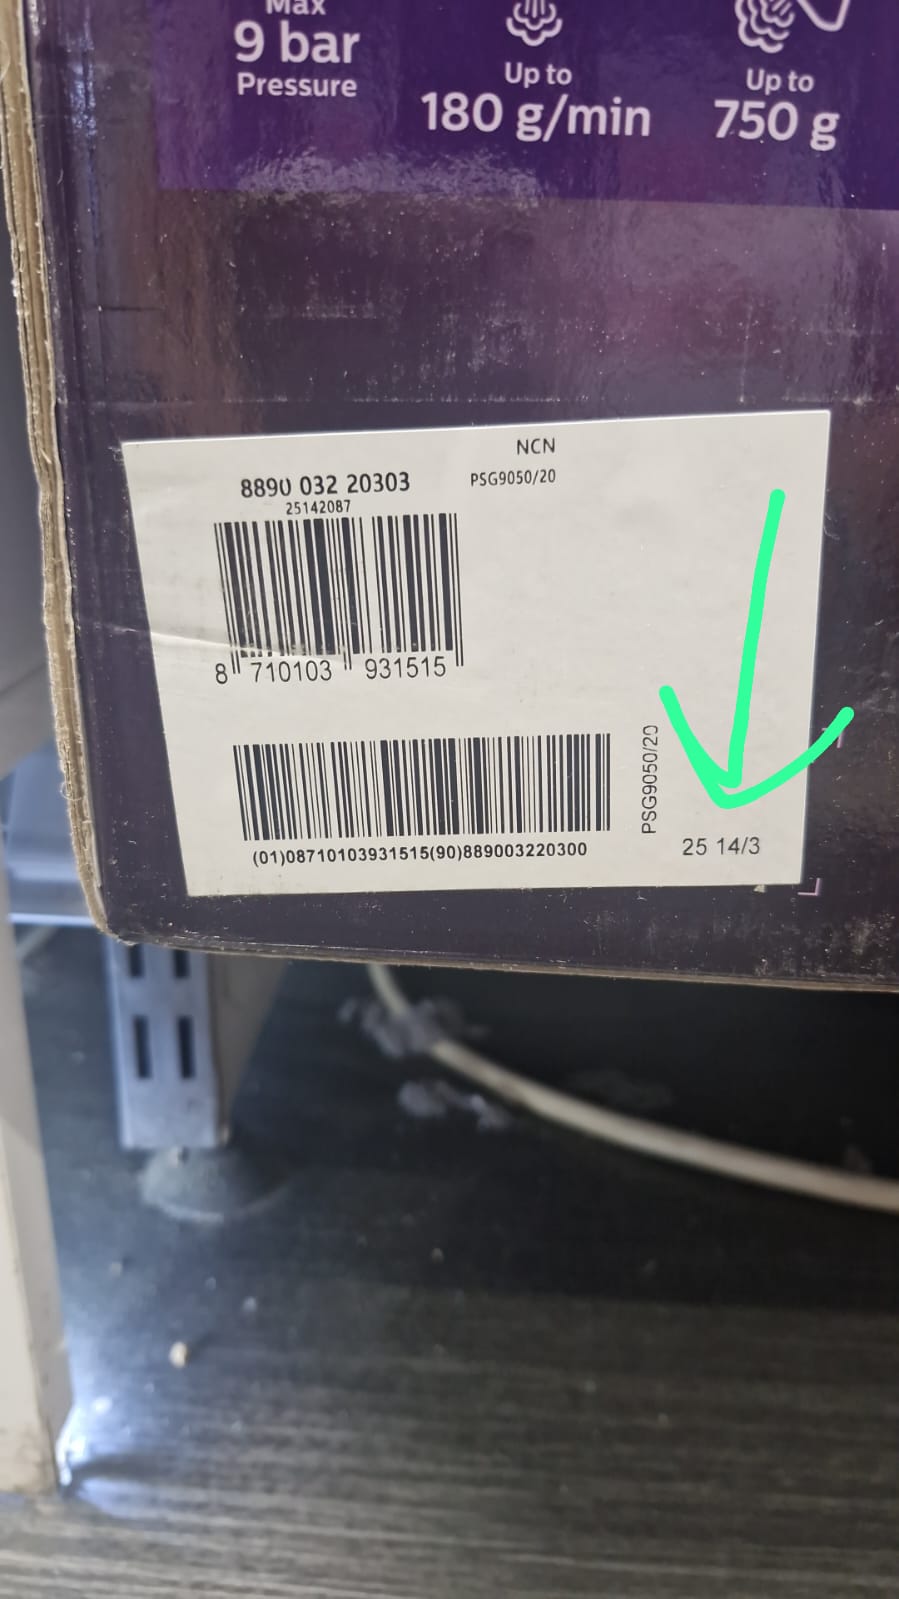 Max
9 bar
Pressure
Up to
180 g/min
Up to
750 g
NCN
8890 032 20303
PSG9050/20
25142087
8 710103 931515
PSG9050/20
(01)08710103931515(90)889003220300
25 14/3